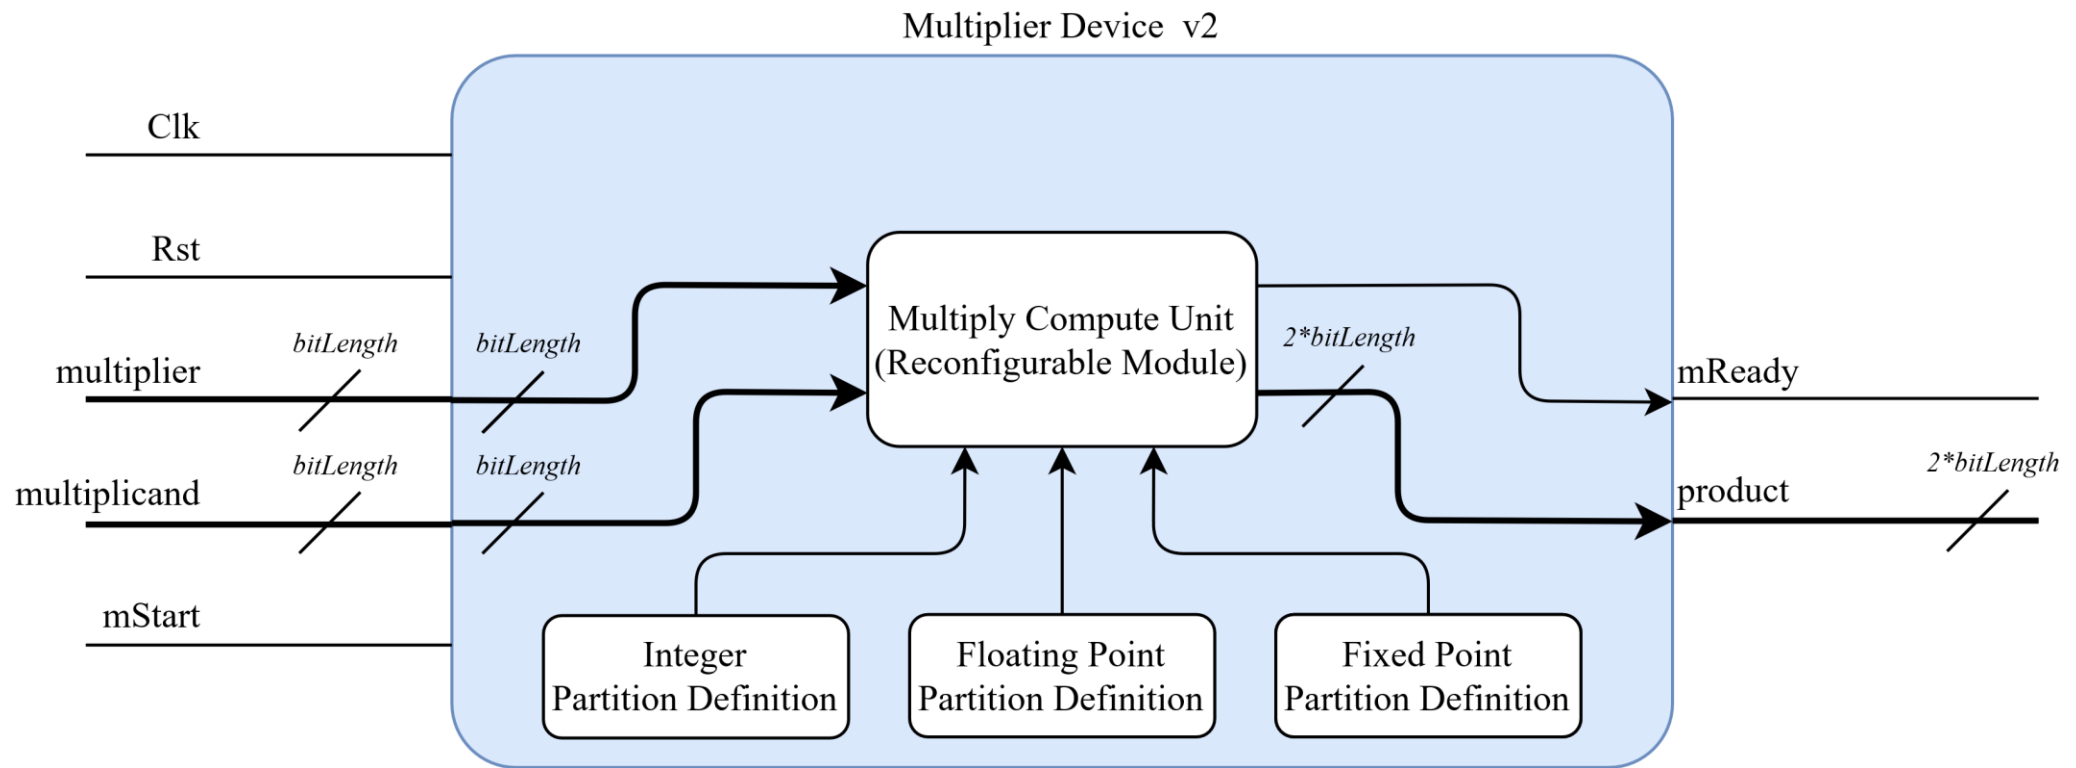 Multiplier Device v2
Clk
Rst
bitLength
bitLength
multiplier
bitLength
bitLength
multiplicand
mStart
Multiply Compute Unit
(Reconfigurable Module)
2*bitLength
mReady
2*bitLength
product
Integer
Partition Definition
Floating Point
Partition Definition
Fixed Point
Partition Definition